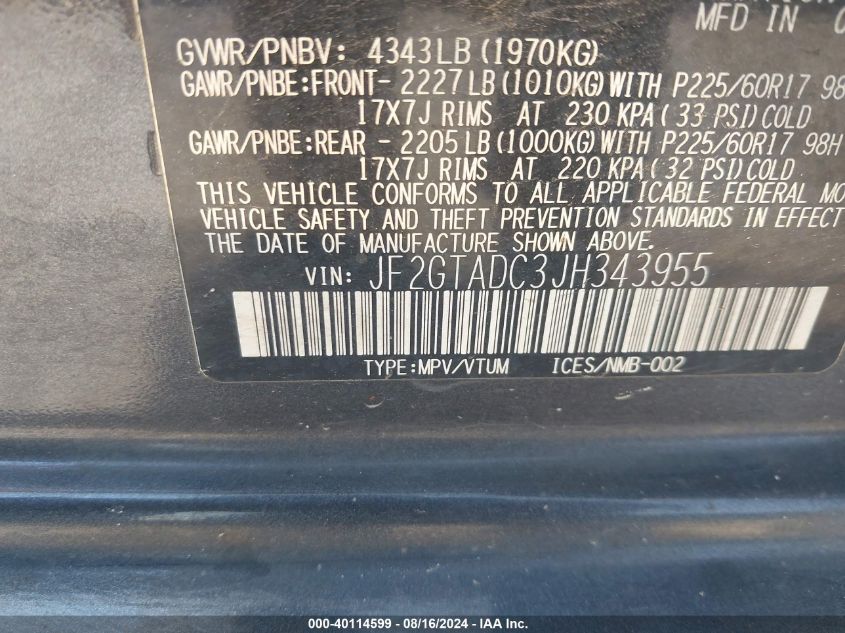 MFD IN
GVWR/PNBV: 4343LB (1970KG)
GAWR/PNBE:FRONT- 2227LB(1010KG)WITH P225/60R17 98
17X7J RIMS AT 230 KPA(33 PSI)COLD
GAWR/PNBE:REAR - 2205LB(1000KG)WITH P225/60R17 98H
17X7J RIMS AT 220 KPA(32 PSI)COLD
THIS VEHICLE CONFORMS TO ALL APPLICABLE FEDERAL MO
VEHICLE SAFETY AND THEFT PREVENTION STANDARDS IN EFFECT
THE DATE OF MANUFACTURE SHOWN ABOVE.
VIN: JF2GTADC3JH343955
TYPE:MPV/VTUM ICES/NMB-002
000-40114599 - 08/16/2024 - IAA, Inc.